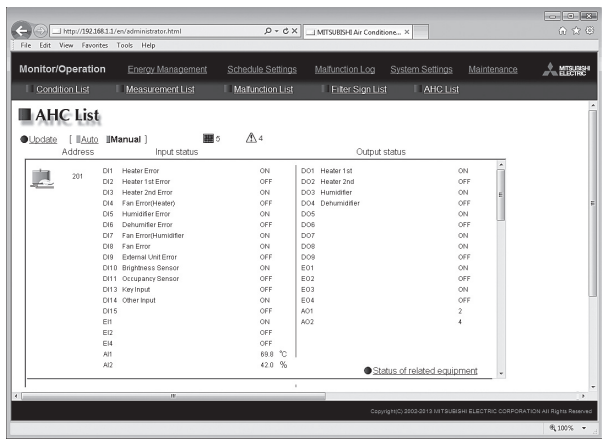 http://192.168.1.1/en/administrator.html
MITSUBISHI Air Conditione...
File Edit View Favorites Tools Help
Monitor/Operation Energy Management Schedule Settings Malfunction Log System Settings Maintenance MITSUBISHI ELECTRIC
Condition List Measurement List Malfunction List Filter Sign List AHC List
AHC List
Update [ Auto Manual ] 5 4
Address Input status Output status
201 DI1 Heater Error ON DO1 Heater 1st ON
DI2 Heater 1st Error OFF DO2 Heater 2nd OFF
DI3 Heater 2nd Error ON DO3 Humidifier ON
DI4 Fan Error(Heater) OFF DO4 Dehumidifier OFF
DI5 Humidifier Error ON DO5 ON
DI6 Dehumifier Error OFF DO6 OFF
DI7 Fan Error(Humidifier ON DO7 ON
DI8 Fan Error ON DO8 ON
DI9 External Unit Error OFF DO9 OFF
DI10 Brightness Sensor ON EO1 ON
DI11 Occupancy Sensor OFF EO2 OFF
DI13 Key Input ON EO3 ON
DI14 Other Input ON EO4 OFF
DI15 OFF AO1 2
EI1 ON AO2 4
EI2 OFF
EI4 OFF
AI1 69.8 °C
AI2 42.0 %
Status of related equipment
Copyright(C) 2002-2013 MITSUBISHI ELECTRIC CORPORATION All Rights Reserved
100%